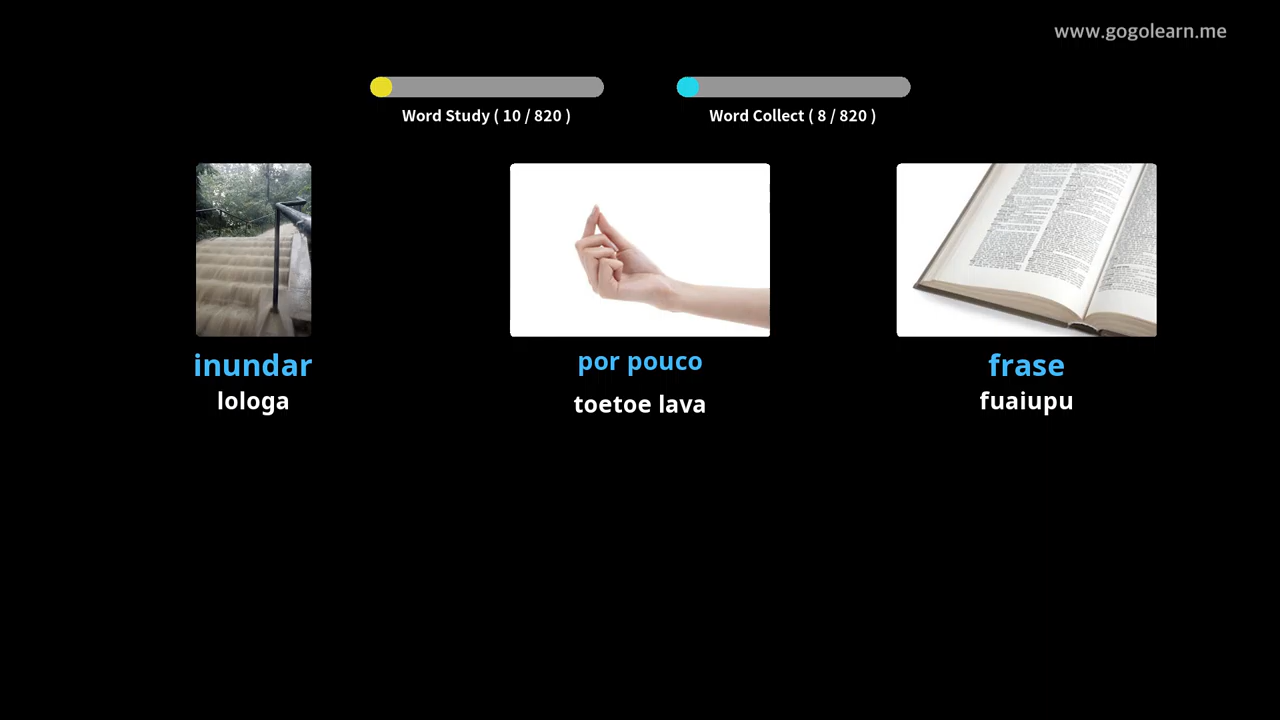 www.gogolearn.me
Word Study ( 10 / 820 )
Word Collect ( 8 / 820 )
inundar
lologa
por pouco
toetoe lava
frase
fuaiupu